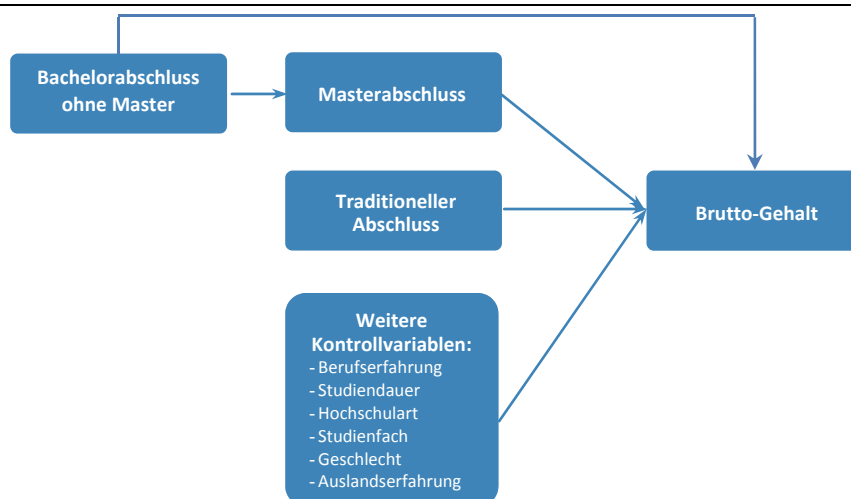 Bachelorabschluss
ohne Master
Masterabschluss
Traditioneller
Abschluss
Brutto-Gehalt
Weitere
Kontrollvariablen:
- Berufserfahrung
- Studiendauer
- Hochschulart
- Studienfach
- Geschlecht
- Auslandserfahrung